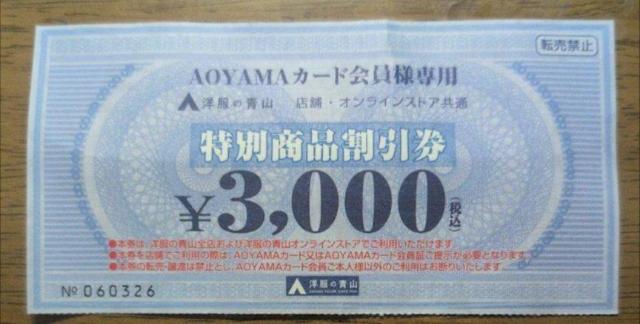 転売禁止
AOYAMAカード会員様専用
洋服の青山 店舗・オンラインストア共通
特別商品割引券
¥3,000(税込)
●本券は、洋服の青山全店および洋服の青山オンラインストアでご利用いただけます。
●本券を店舗でご利用の際は、AOYAMAカード又はAOYAMAカード会員証ご提示が必要となります。
●本券の転売・譲渡は禁止とし、AOYAMAカード会員ご本人様以外のご利用はお断りいたします。
№060326
洋服の青山